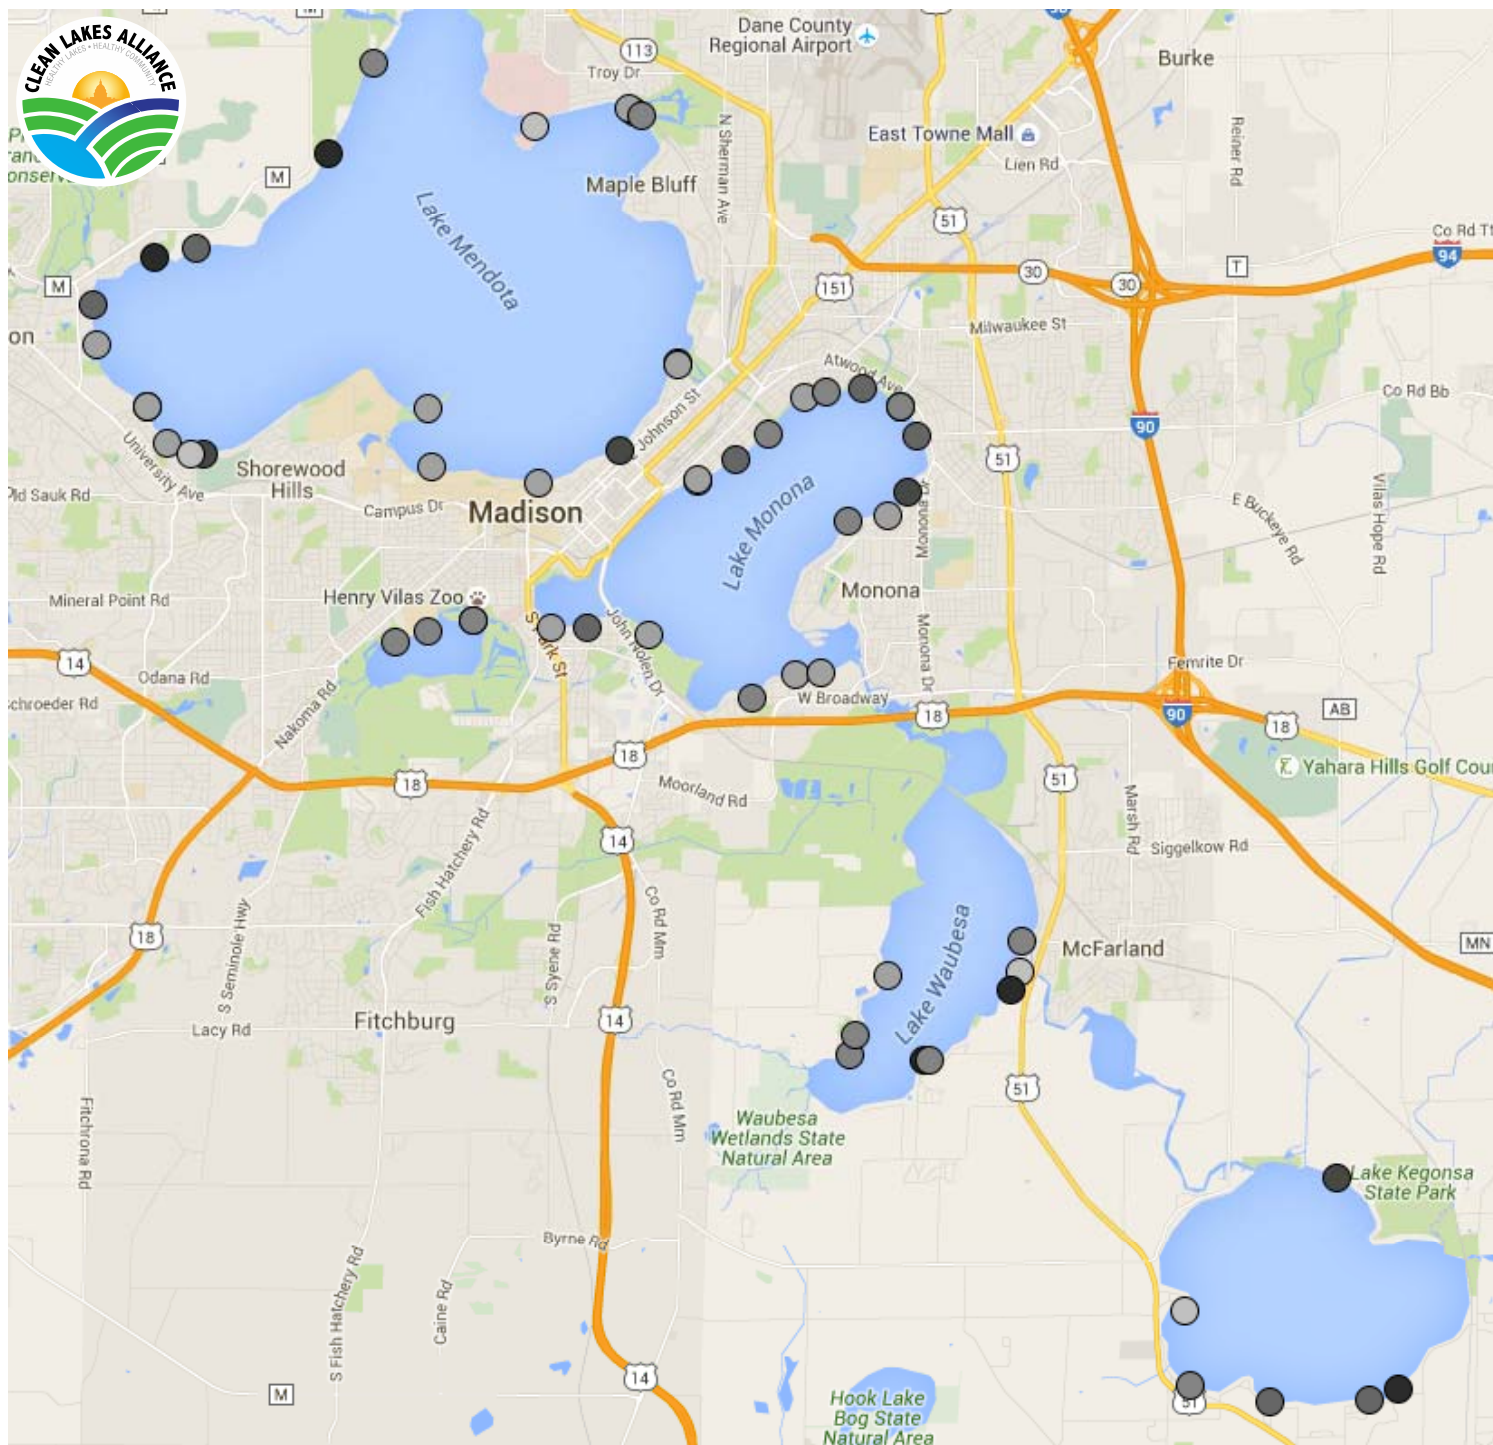 CLEAN LAKES ALLIANCE
HEALTHY LAKES • HEALTHY COMMUNITY
113
Troy Dr
Dane County
Regional Airport
Burke
East Towne Mall
Lien Rd
N Sherman Ave
Reiner Rd
M
Maple Bluff
Lake Mendota
51
Co Rd T
94
M
151
30
30
T
Milwaukee St
on
Atwood Ave
Johnson St
Co Rd Bb
90
51
University Ave
Shorewood
Hills
Campus Dr
Madison
Lake Monona
Monona Dr
E Buckeye Rd
Vilas Hope Rd
Mineral Point Rd
Henry Vilas Zoo
Monona
S Park St
John Nolen Dr
Monona Dr
14
Odana Rd
Nakoma Rd
W Broadway
Femrite Dr
90
18
AB
18
18
18
Moorland Rd
51
Yahara Hills Golf Cour
Marsh Rd
Siggelkow Rd
14
Fish Hatchery Rd
Co Rd Mm
S Seminole Hwy
18
S Syene Rd
Lake Waubesa
McFarland
MN
Lacy Rd
Fitchburg
14
Co Rd Mm
51
Fitchrona Rd
Waubesa
Wetlands State
Natural Area
Lake Kegonsa
State Park
Byrne Rd
S Fish Hatchery Rd
Caine Rd
M
14
Hook Lake
Bog State
Natural Area
51